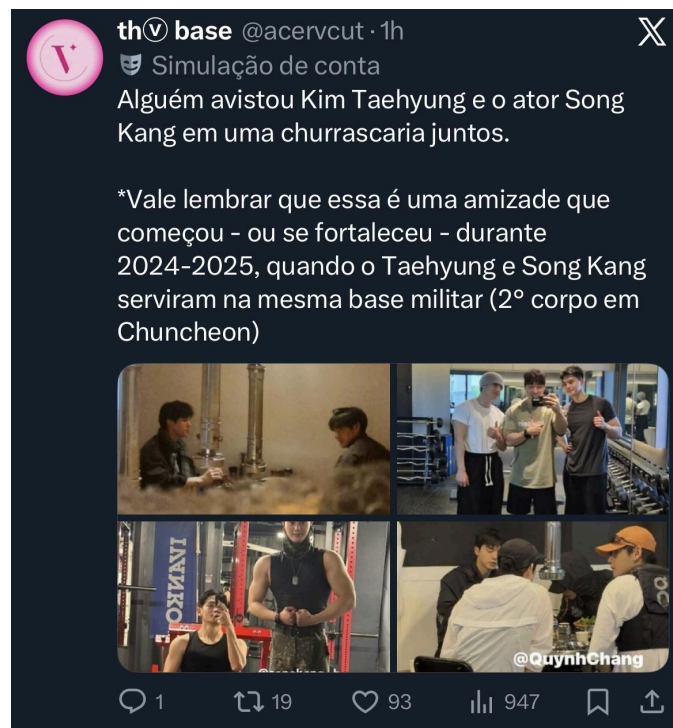 thⓥ base @acervcut · 1h
Simulação de conta
Alguém avistou Kim Taehyung e o ator Song
Kang em uma churrascaria juntos.
*Vale lembrar que essa é uma amizade que
começou - ou se fortaleceu - durante
2024-2025, quando o Taehyung e Song Kang
serviram na mesma base militar (2° corpo em
Chuncheon)
IVANKO
@QuynhChang
1 19 93 947